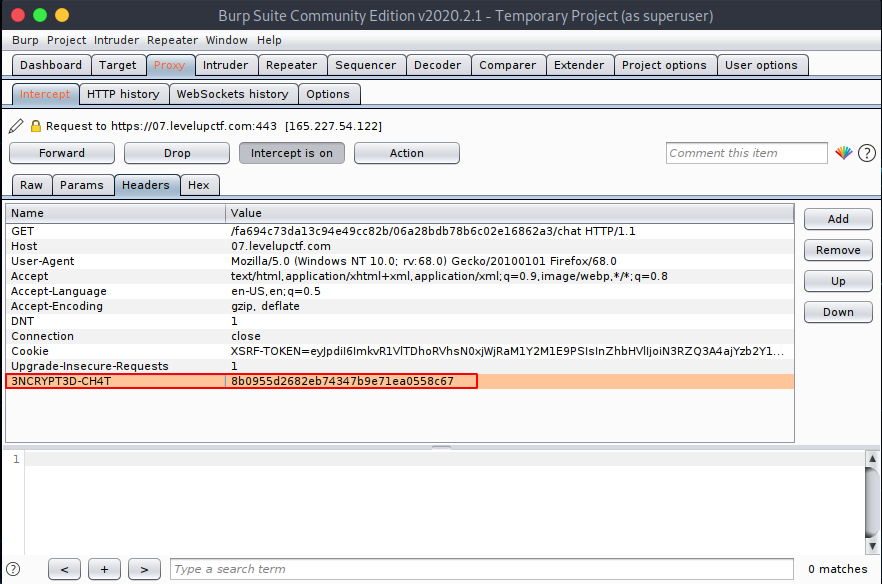 Burp Suite Community Edition v2020.2.1 - Temporary Project (as superuser)
Burp Project Intruder Repeater Window Help
Dashboard Target Proxy Intruder Repeater Sequencer Decoder Comparer Extender Project options User options
Intercept HTTP history WebSockets history Options
Request to https://07.levelupctf.com:443 [165.227.54.122]
Forward Drop Intercept is on Action Comment this item ?
Raw Params Headers Hex
Name Value Add
GET /fa694c73da13c94e49cc82b/06a28bdb78b6c02e16862a3/chat HTTP/1.1
Host 07.levelupctf.com Remove
User-Agent Mozilla/5.0 (Windows NT 10.0; rv:68.0) Gecko/20100101 Firefox/68.0
Accept text/html,application/xhtml+xml,application/xml;q=0.9,image/webp,*/*;q=0.8 Up
Accept-Language en-US,en;q=0.5
Accept-Encoding gzip, deflate Down
DNT 1
Connection close
Cookie XSRF-TOKEN=eyJpdiI6ImkvR1VlTDhoRVhsN0xjWjRaM1Y2M1E9PSIsInZhbHVlIjoiN3RZQ3A4ajYzb2Y1...
Upgrade-Insecure-Requests 1
3NCRYPT3D-CH4T 8b0955d2682eb74347b9e71ea0558c67
1
? < + > Type a search term 0 matches